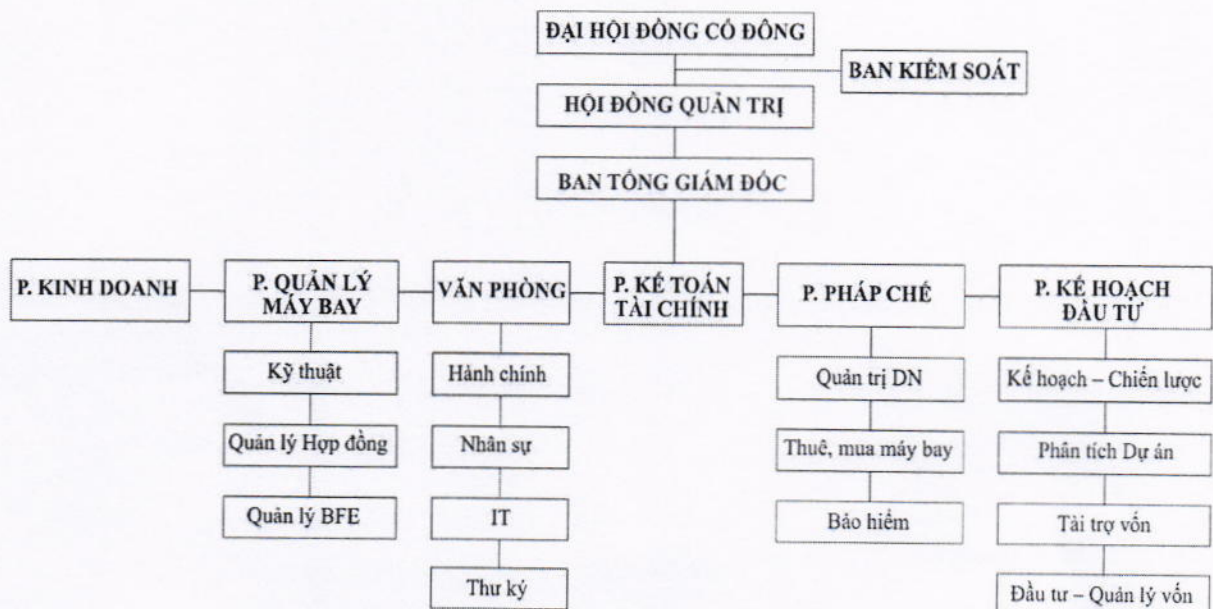 ĐẠI HỘI ĐỒNG CỔ ĐÔNG
BAN KIỂM SOÁT
HỘI ĐỒNG QUẢN TRỊ
BAN TỔNG GIÁM ĐỐC
P. KINH DOANH
P. QUẢN LÝ
MÁY BAY
VĂN PHÒNG
P. KẾ TOÁN
TÀI CHÍNH
P. PHÁP CHẾ
P. KẾ HOẠCH
ĐẦU TƯ
Kỹ thuật
Hành chính
Quản trị DN
Kế hoạch – Chiến lược
Quản lý Hợp đồng
Nhân sự
Thuê, mua máy bay
Phân tích Dự án
Quản lý BFE
IT
Bảo hiểm
Tài trợ vốn
Thư ký
Đầu tư – Quản lý vốn